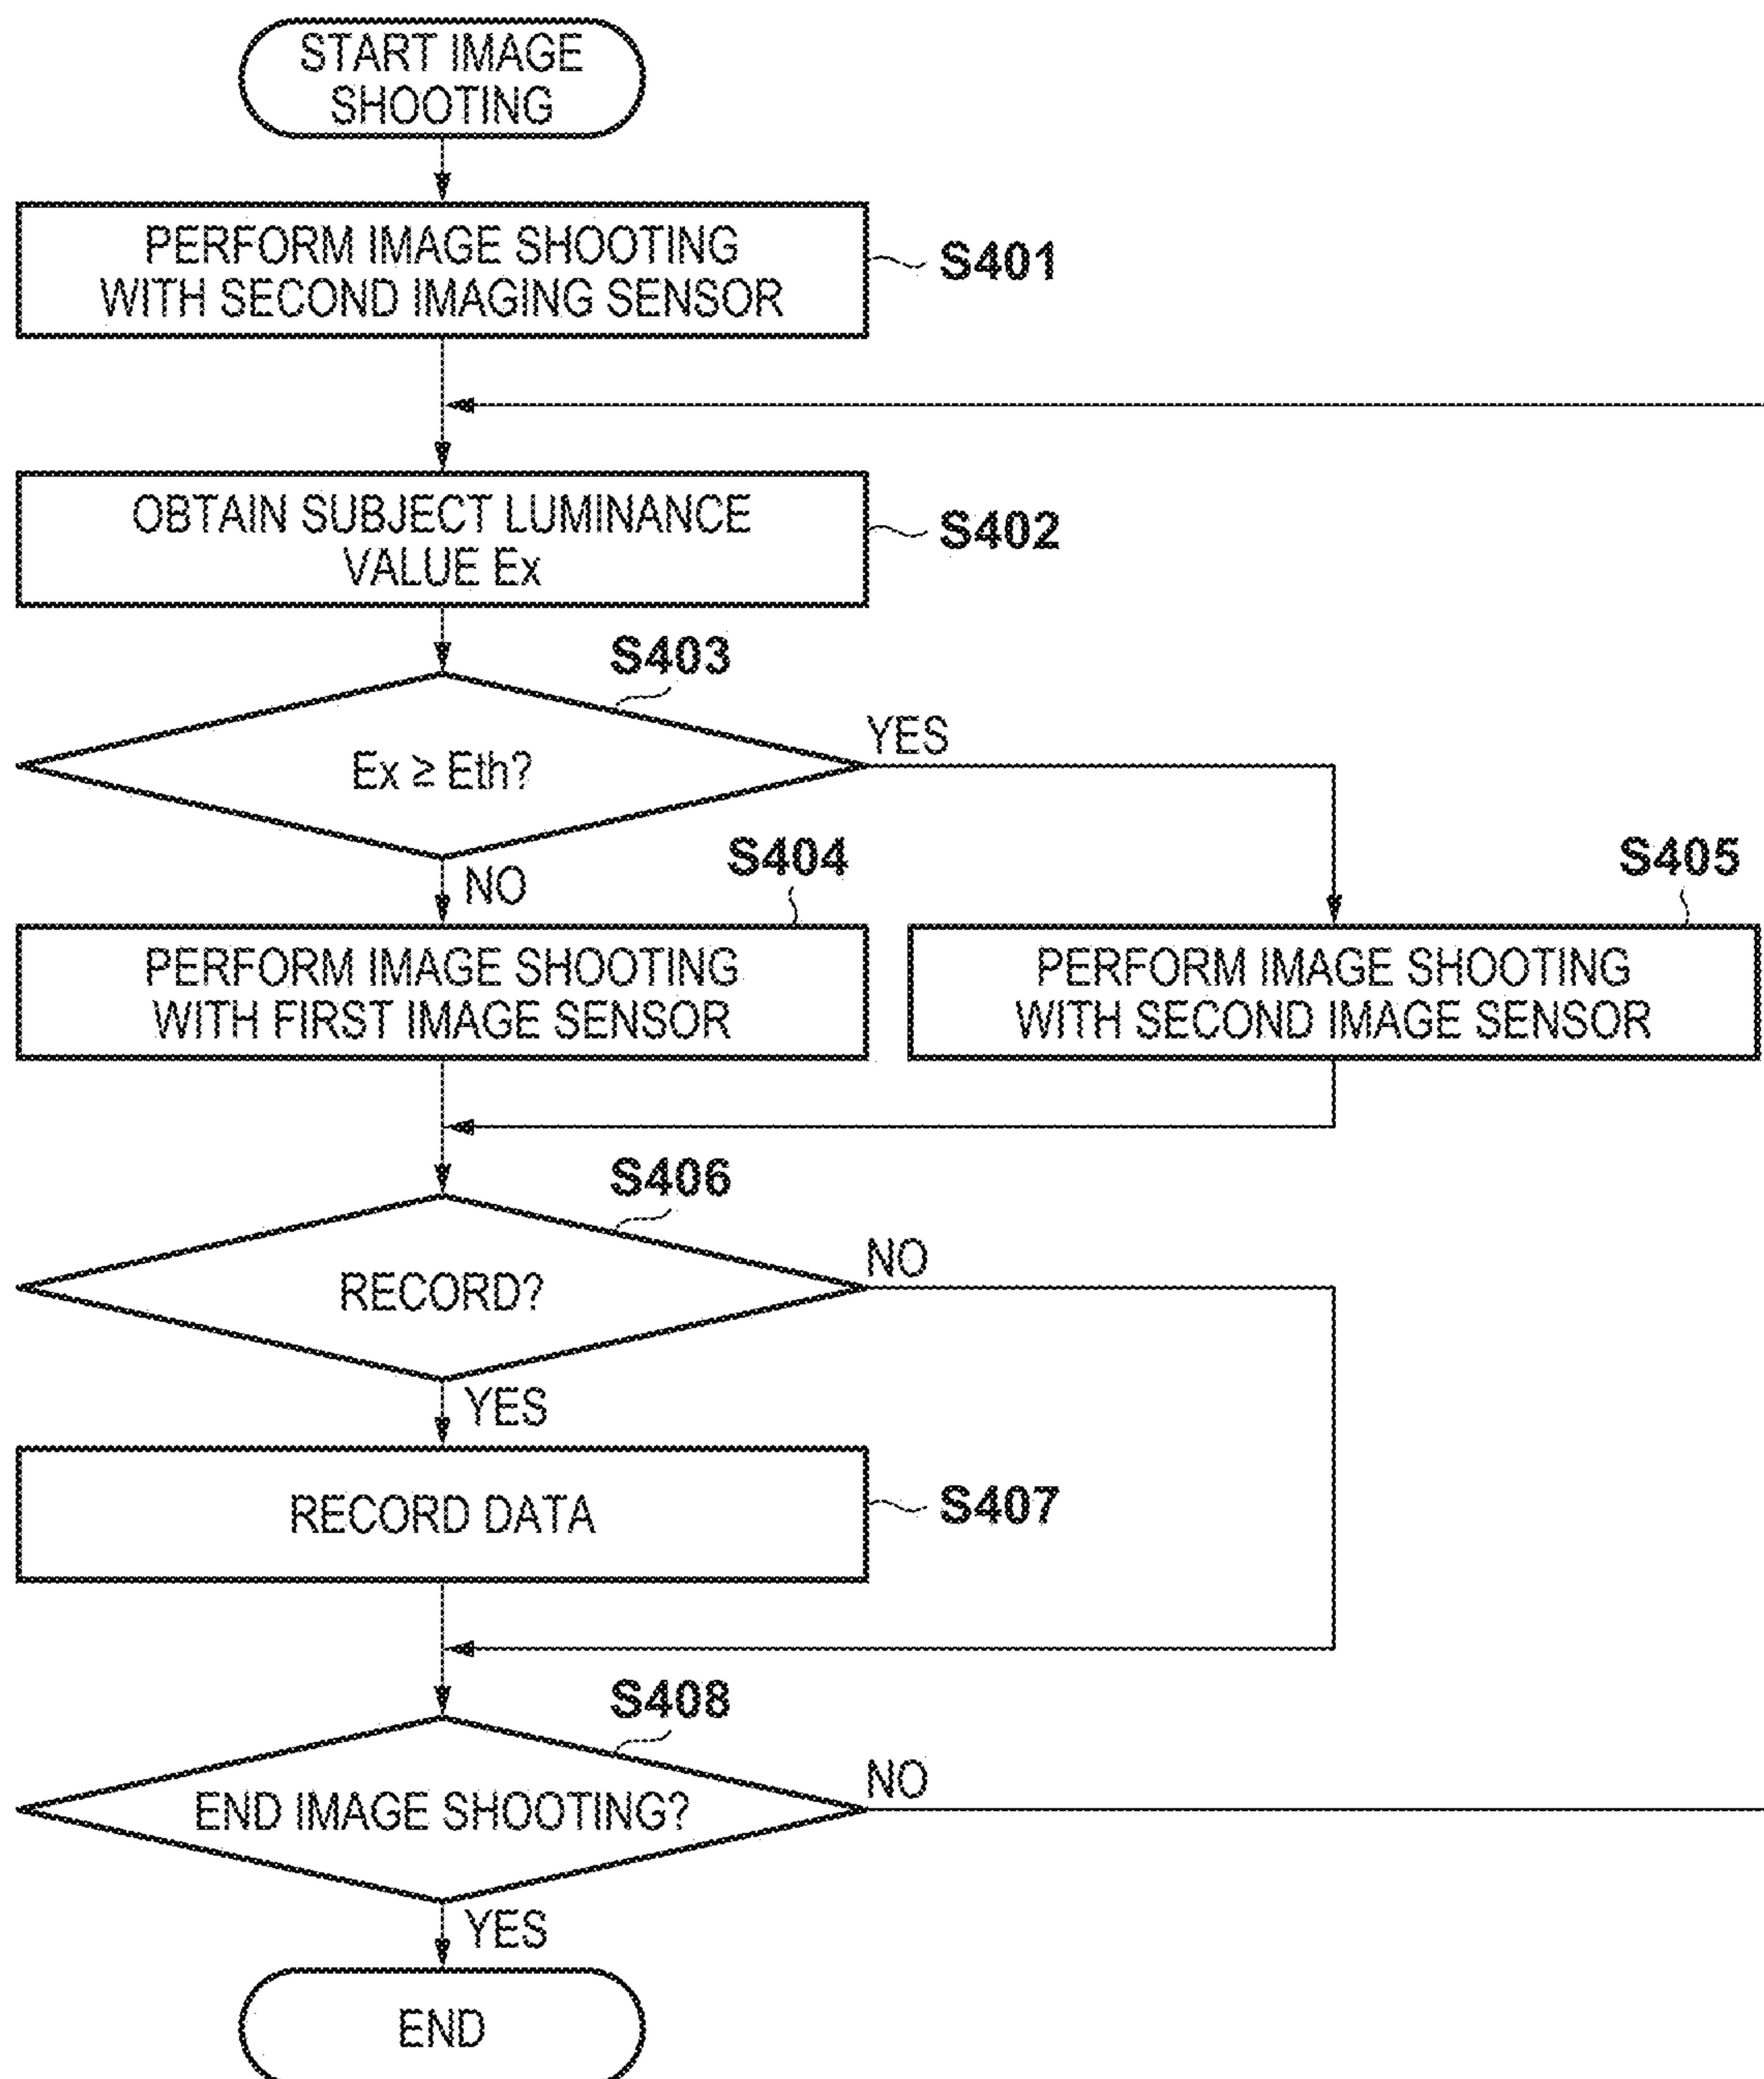 START IMAGE
SHOOTING
PERFORM IMAGE SHOOTING
WITH SECOND IMAGING SENSOR
S401
OBTAIN SUBJECT LUMINANCE
VALUE Ex
S402
S403
Ex ≥ Eth?
YES
NO
S404
S405
PERFORM IMAGE SHOOTING
WITH FIRST IMAGE SENSOR
PERFORM IMAGE SHOOTING
WITH SECOND IMAGE SENSOR
S406
RECORD?
NO
YES
RECORD DATA
S407
S408
END IMAGE SHOOTING?
NO
YES
END